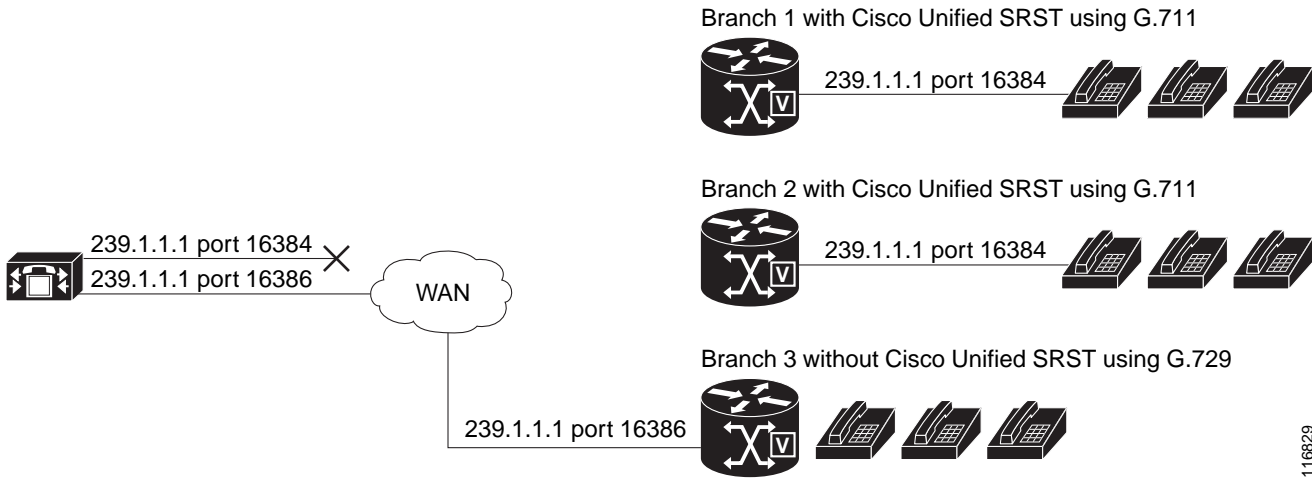 Branch 1 with Cisco Unified SRST using G.711
239.1.1.1 port 16384
V
Branch 2 with Cisco Unified SRST using G.711
239.1.1.1 port 16384
V
239.1.1.1 port 16384
239.1.1.1 port 16386
WAN
Branch 3 without Cisco Unified SRST using G.729
239.1.1.1 port 16386
V
116829